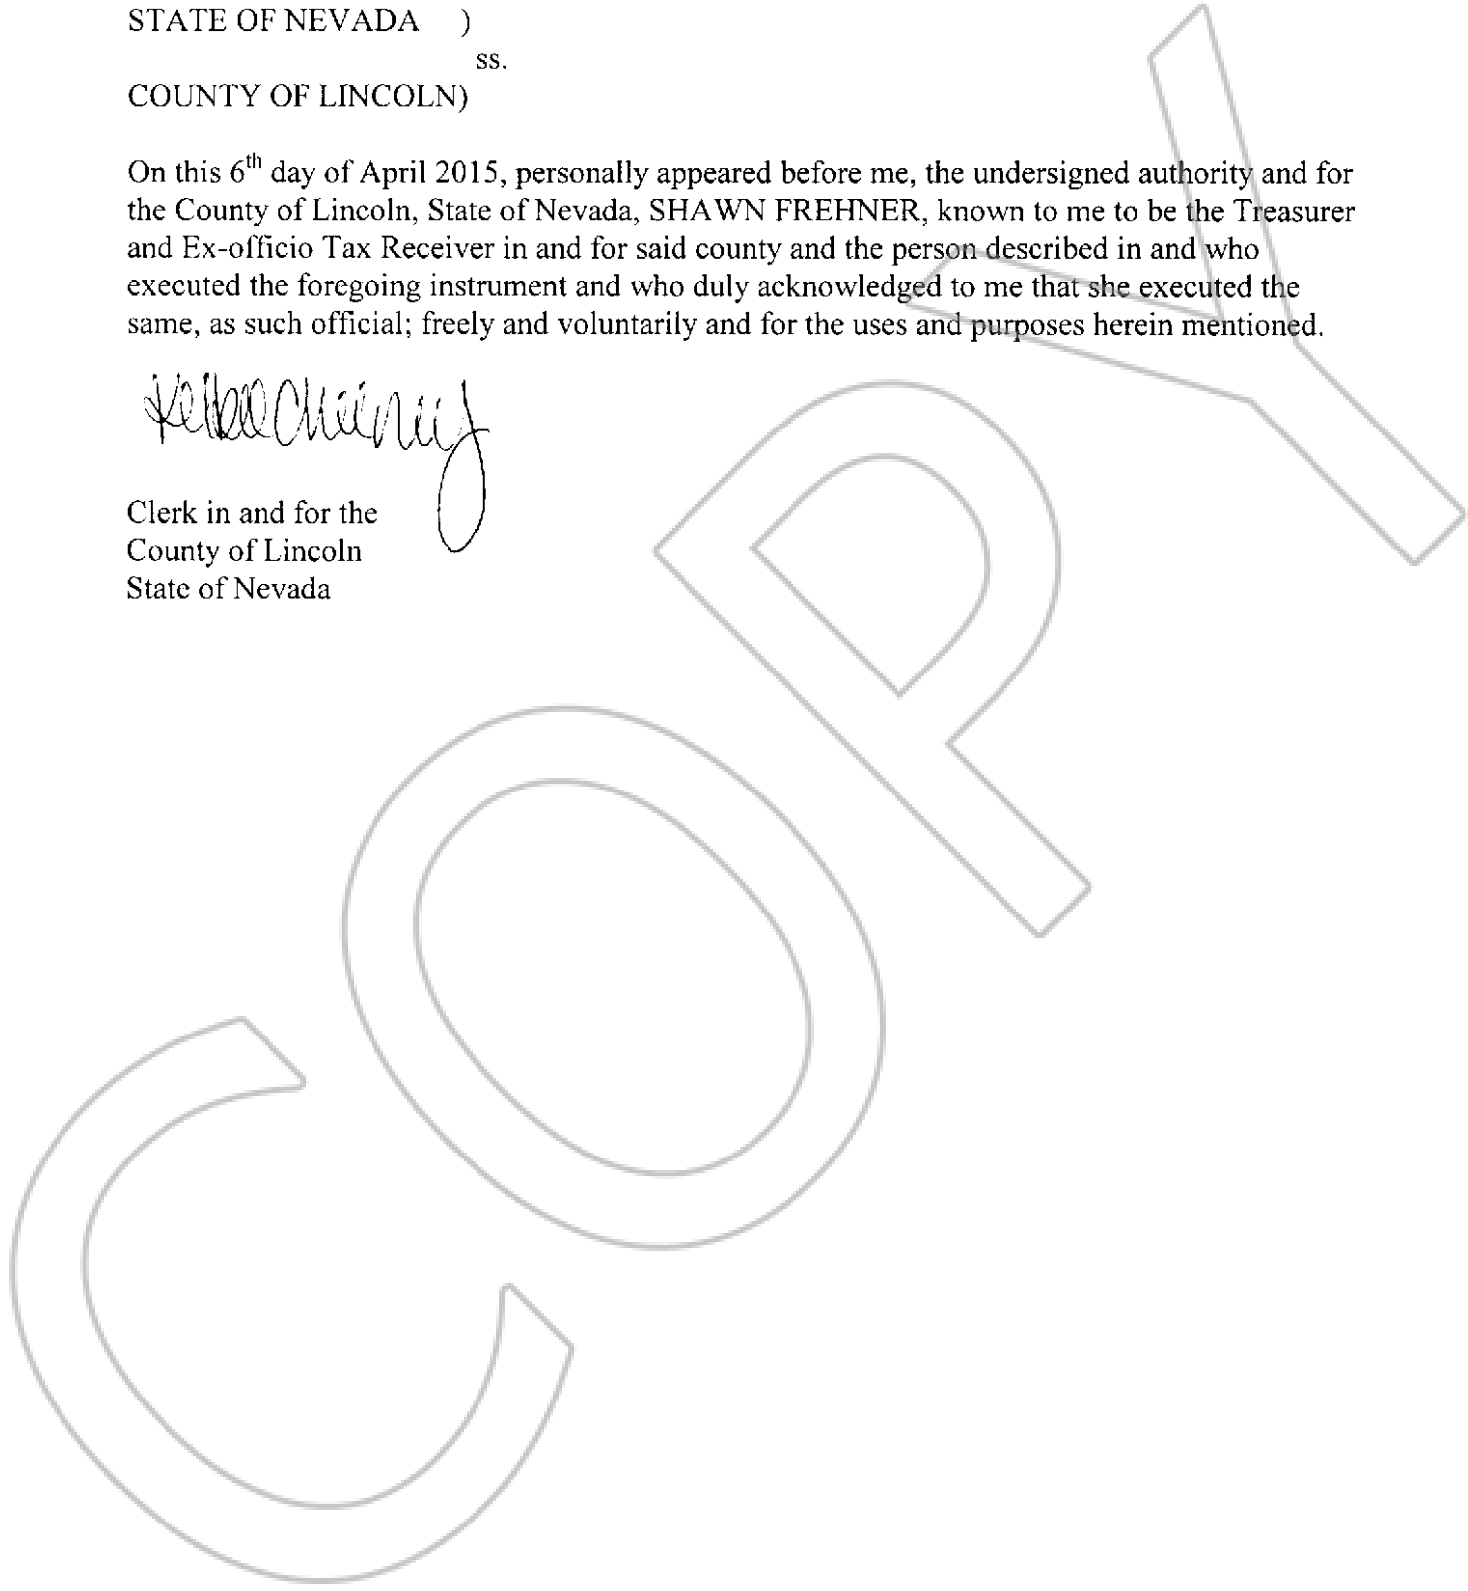 STATE OF NEVADA )
ss.
COUNTY OF LINCOLN)
On this 6th day of April 2015, personally appeared before me, the undersigned authority and for
the County of Lincoln, State of Nevada, SHAWN FREHNER, known to me to be the Treasurer
and Ex-officio Tax Receiver in and for said county and the person described in and who
executed the foregoing instrument and who duly acknowledged to me that she executed the
same, as such official; freely and voluntarily and for the uses and purposes herein mentioned.
Clerk in and for the
County of Lincoln
State of Nevada
COPY